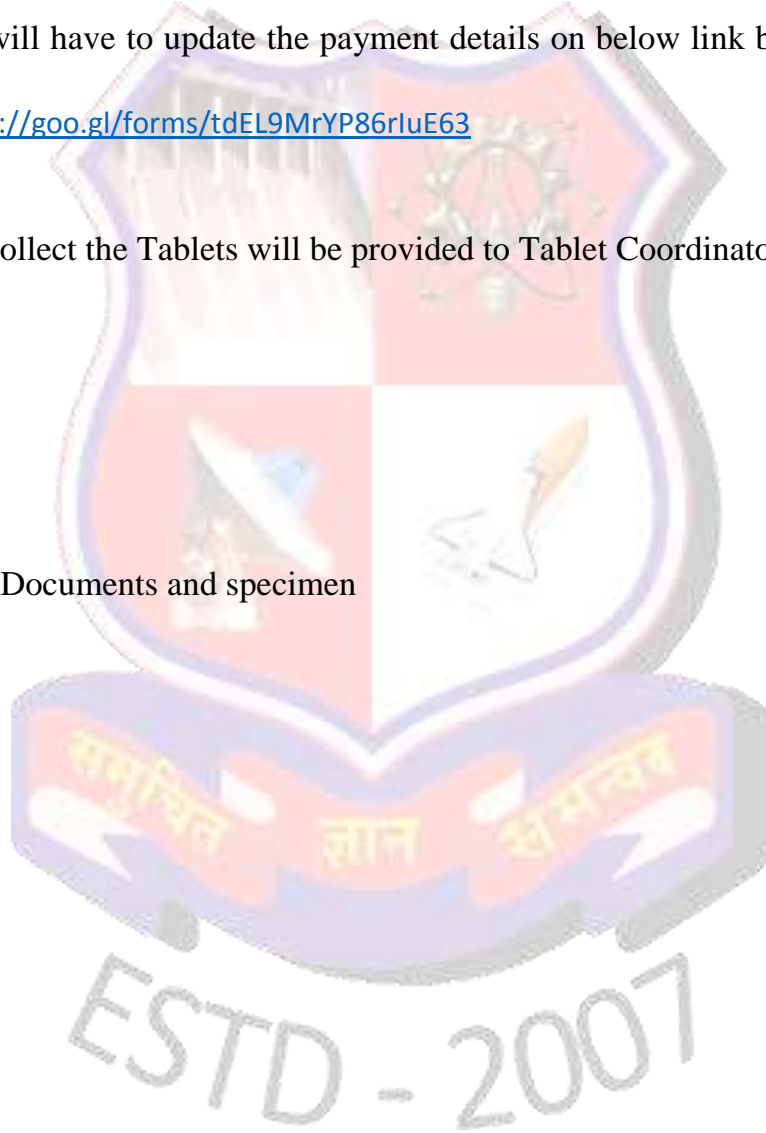 will have to update the payment details on below link b
://goo.gl/forms/tdEL9MrYP86rIuE63
ollect the Tablets will be provided to Tablet Coordinato
Documents and specimen
समुचित ज्ञान समन्वय
ESTD - 2007